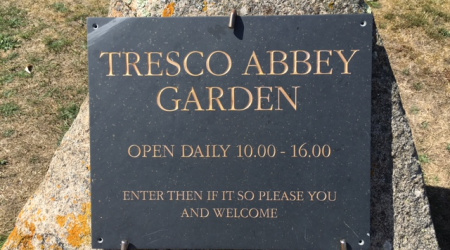 TRESCO ABBEY
GARDEN
OPEN DAILY 10.00 - 16.00
ENTER THEN IF IT SO PLEASE YOU
AND WELCOME